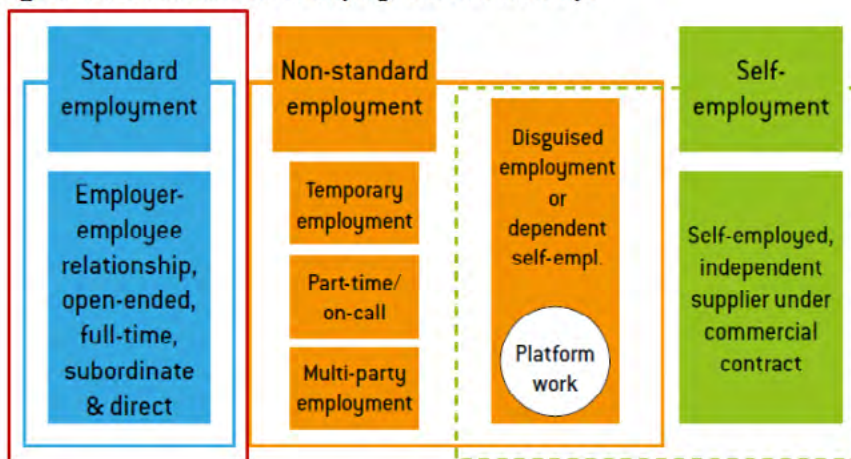 Standard
employment
Employer-
employee
relationship,
open-ended,
full-time,
subordinate
& direct
Non-standard
employment
Temporary
employment
Part-time/
on-call
Multi-party
employment
Disguised
employment
or
dependent
self-empl.
Platform
work
Self-
employment
Self-employed,
independent
supplier under
commercial
contract